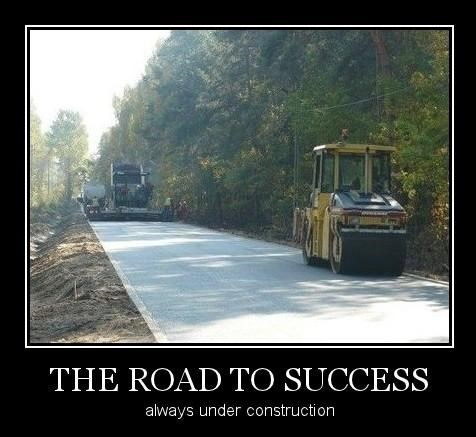 THE ROAD TO SUCCESS
always under construction